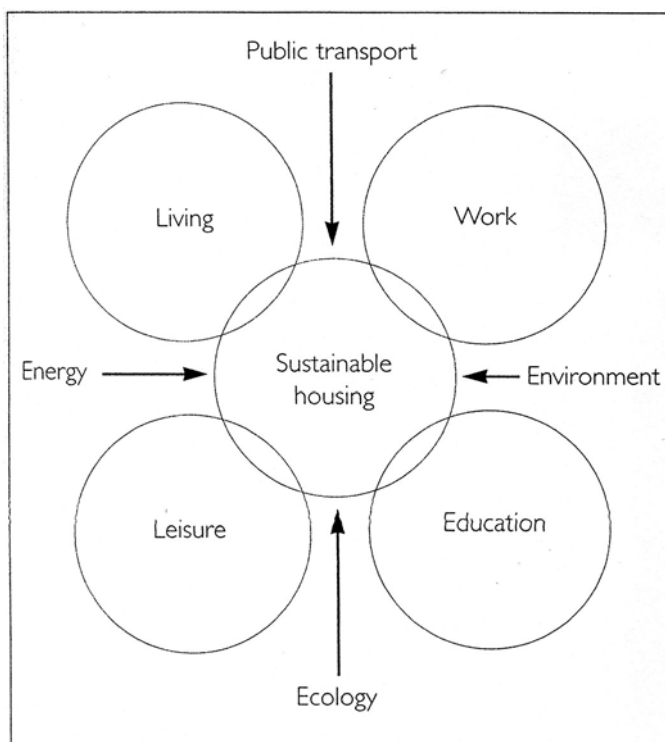 Public transport
Living
Work
Energy
Sustainable
housing
Environment
Leisure
Education
Ecology